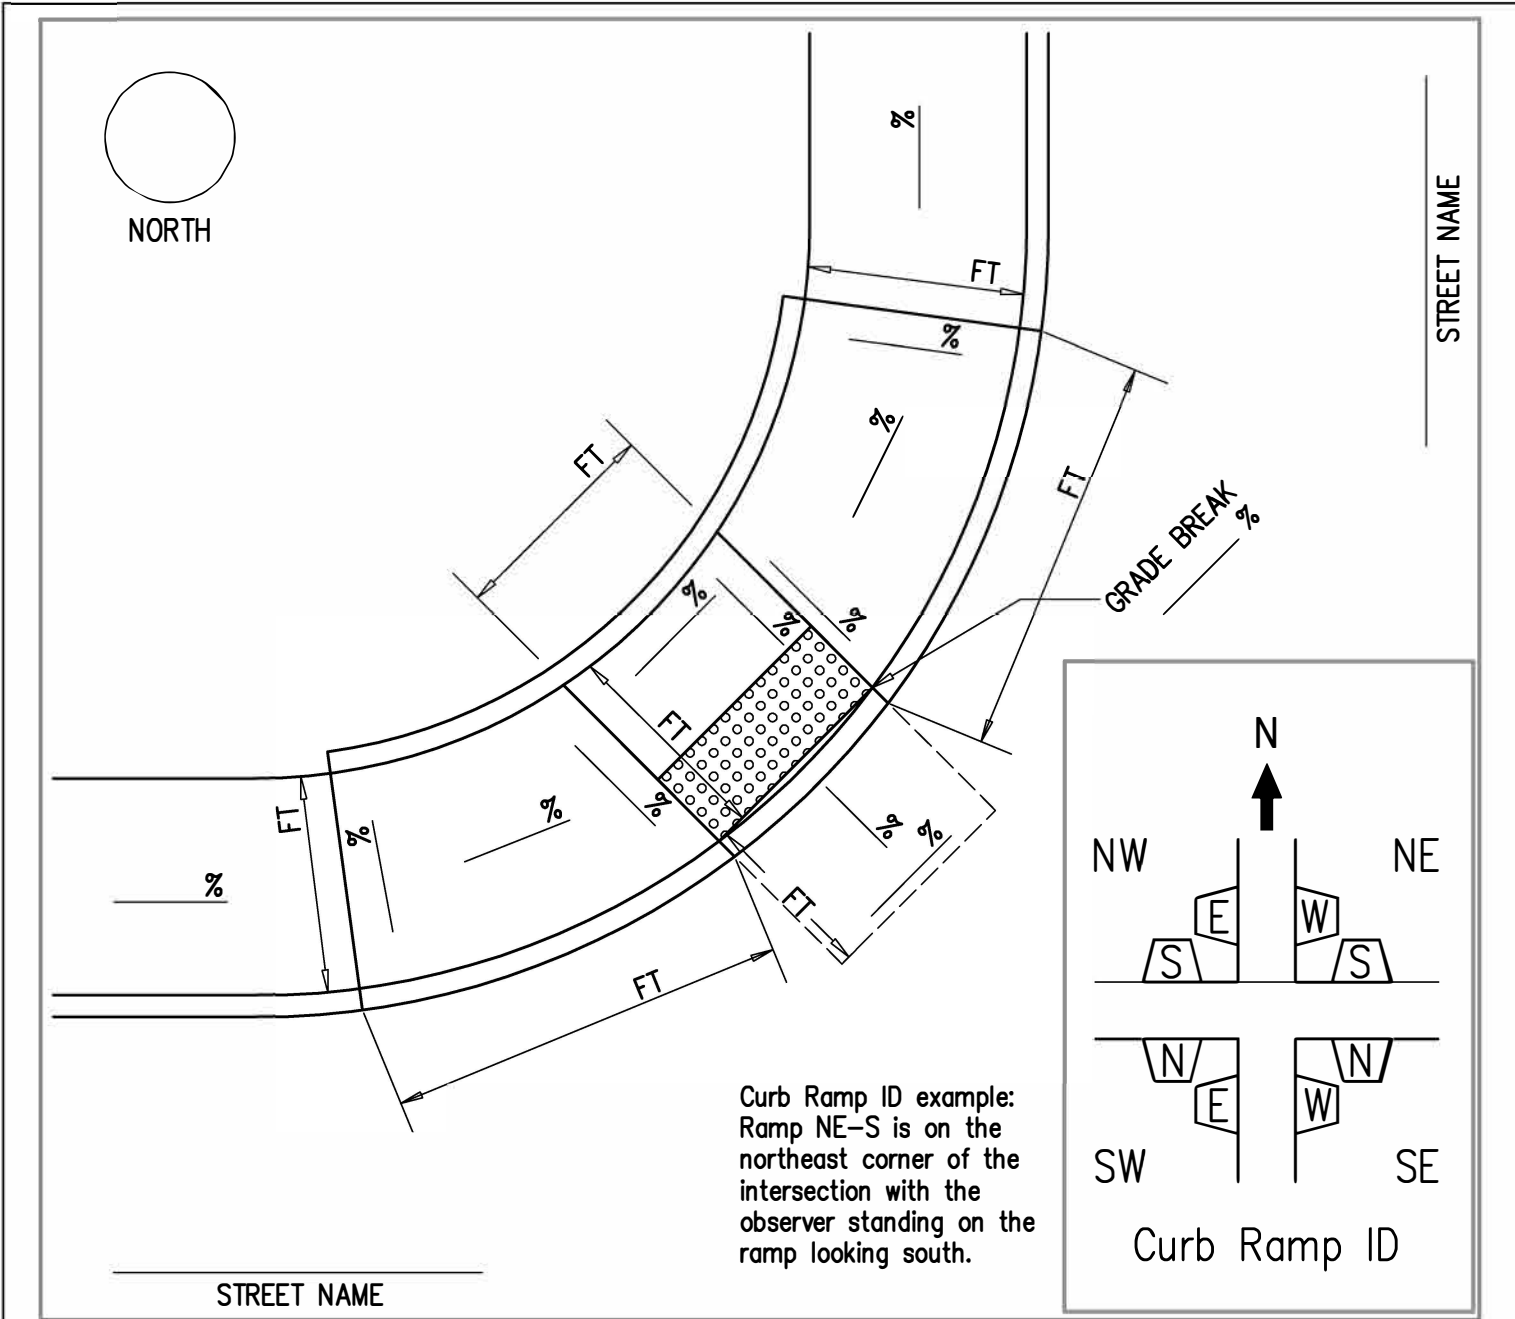 %
NORTH
STREET NAME
FT
%
%
FT
FT
GRADE BREAK
%
%
%
%
FT
%
%
FT
%
%
%
%
FT
FT
Curb Ramp ID example:
Ramp NE–S is on the
northeast corner of the
intersection with the
observer standing on the
ramp looking south.
STREET NAME
N
NW
NE
E
W
S
S
N
N
E
W
SW
SE
Curb Ramp ID